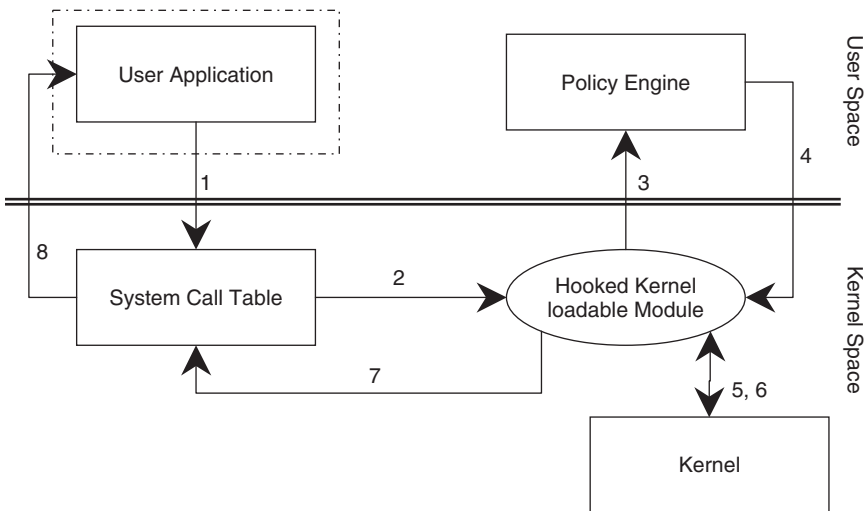 User Application
Policy Engine
User Space
1
3
4
8
System Call Table
2
Hooked Kernel
loadable Module
Kernel Space
7
5, 6
Kernel